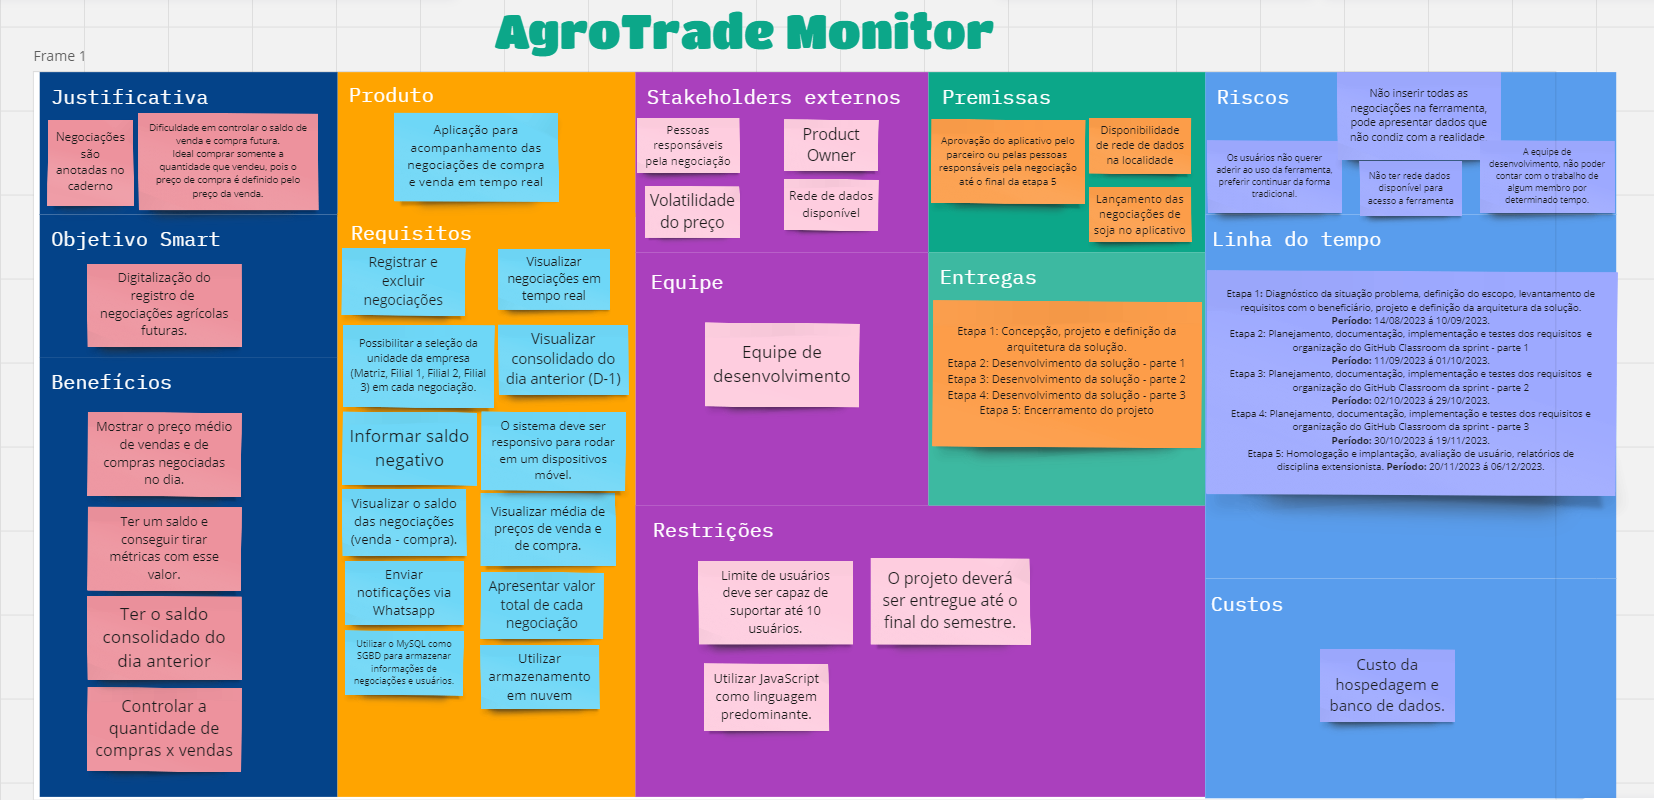 AgroTrade Monitor
Frame 1
Justificativa
Negociações
são
anotadas no
caderno
Dificuldade em controlar o saldo de
venda e compra futura.
Ideal comprar somente a
quantidade que vendeu, pois o
preço de compra é definido pelo
preço da venda.
Objetivo Smart
Digitalização do
registro de
negociações agrícolas
futuras.
Benefícios
Mostrar o preço médio
de vendas e de
compras negociadas
no dia.
Ter um saldo e
conseguir tirar
métricas com esse
valor.
Ter o saldo
consolidado do
dia anterior
Controlar a
quantidade de
compras x vendas
Produto
Aplicação para
acompanhamento das
negociações de compra
e venda em tempo real
Requisitos
Registrar e
excluir
negociações
Visualizar
negociações em
tempo real
Possibilitar a seleção da
unidade da empresa
(Matriz, Filial 1, Filial 2, Filial
3) em cada negociação.
Visualizar
consolidado do
dia anterior (D-1)
Informar saldo
negativo
O sistema deve ser
responsivo para rodar
em um dispositivos
móvel.
Visualizar o saldo
das negociações
(venda - compra).
Visualizar média de
preços de venda e
de compra.
Enviar
notificações via
Whatsapp
Apresentar valor
total de cada
negociação
Utilizar o MySQL como
SGBD para armazenar
informações de
negociações e usuários.
Utilizar
armazenamento
em nuvem
Stakeholders externos
Pessoas
responsáveis
pela negociação
Product
Owner
Volatilidade
do preço
Rede de dados
disponível
Equipe
Equipe de
desenvolvimento
Premissas
Aprovação do aplicativo pelo
parceiro ou pelas pessoas
responsáveis pela negociação
até o final da etapa 5
Disponibilidade
de rede de dados
na localidade
Lançamento das
negociações de
soja no aplicativo
Entregas
Etapa 1: Concepção, projeto e definição da
arquitetura da solução.
Etapa 2: Desenvolvimento da solução - parte 1
Etapa 3: Desenvolvimento da solução - parte 2
Etapa 4: Desenvolvimento da solução - parte 3
Etapa 5: Encerramento do projeto
Restrições
Limite de usuários
deve ser capaz de
suportar até 10
usuários.
O projeto deverá
ser entregue até o
final do semestre.
Utilizar JavaScript
como linguagem
predominante.
Riscos
Não inserir todas as
negociações na ferramenta,
pode apresentar dados que
não condiz com a realidade
Os usuários não querer
aderir ao uso da ferramenta,
preferir continuar da forma
tradicional.
Não ter rede dados
disponível para
acesso a ferramenta
A equipe de
desenvolvimento, não poder
contar com o trabalho de
algum membro por
determinado tempo.
Linha do tempo
Etapa 1: Diagnóstico da situação problema, definição do escopo, levantamento de
requisitos com o beneficiário, projeto e definição da arquitetura da solução.
Período: 14/08/2023 á 10/09/2023.
Etapa 2: Planejamento, documentação, implementação e testes dos requisitos e
organização do GitHub Classroom da sprint - parte 1
Período: 11/09/2023 á 01/10/2023.
Etapa 3: Planejamento, documentação, implementação e testes dos requisitos e
organização do GitHub Classroom da sprint - parte 2
Período: 02/10/2023 á 29/10/2023.
Etapa 4: Planejamento, documentação, implementação e testes dos requisitos e
organização do GitHub Classroom da sprint - parte 3
Período: 30/10/2023 á 19/11/2023.
Etapa 5: Homologação e implantação, avaliação de usuário, relatórios de
disciplina extensionista. Período: 20/11/2023 á 06/12/2023.
Custos
Custo da
hospedagem e
banco de dados.